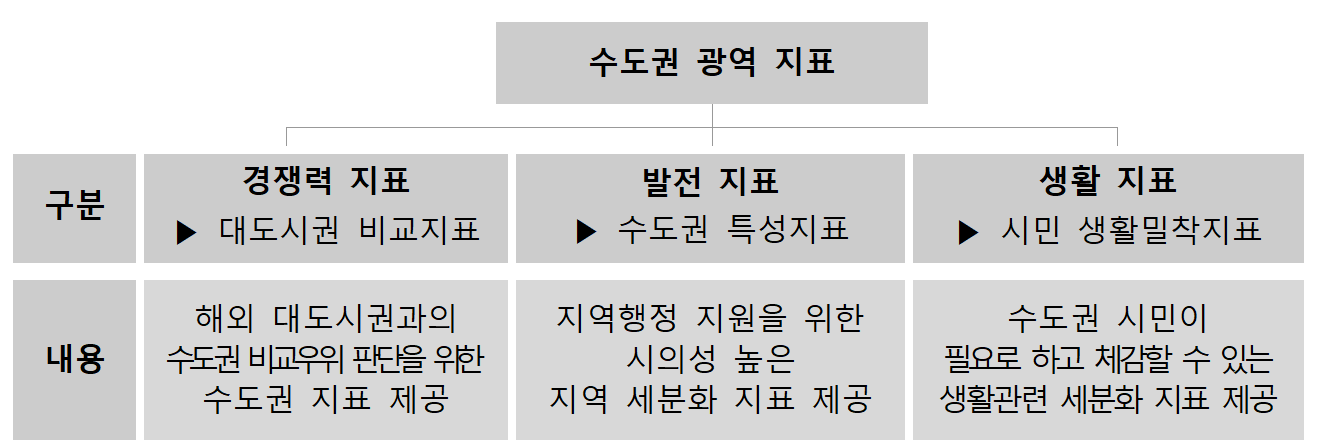 수도권 광역 지표
구분
경쟁력 지표
▶ 대도시권 비교지표
발전 지표
▶ 수도권 특성지표
생활 지표
▶ 시민 생활밀착지표
내용
해외 대도시권과의
수도권 비교우위 판단을 위한
수도권 지표 제공
지역행정 지원을 위한
시의성 높은
지역 세분화 지표 제공
수도권 시민이
필요로 하고 체감할 수 있는
생활관련 세분화 지표 제공